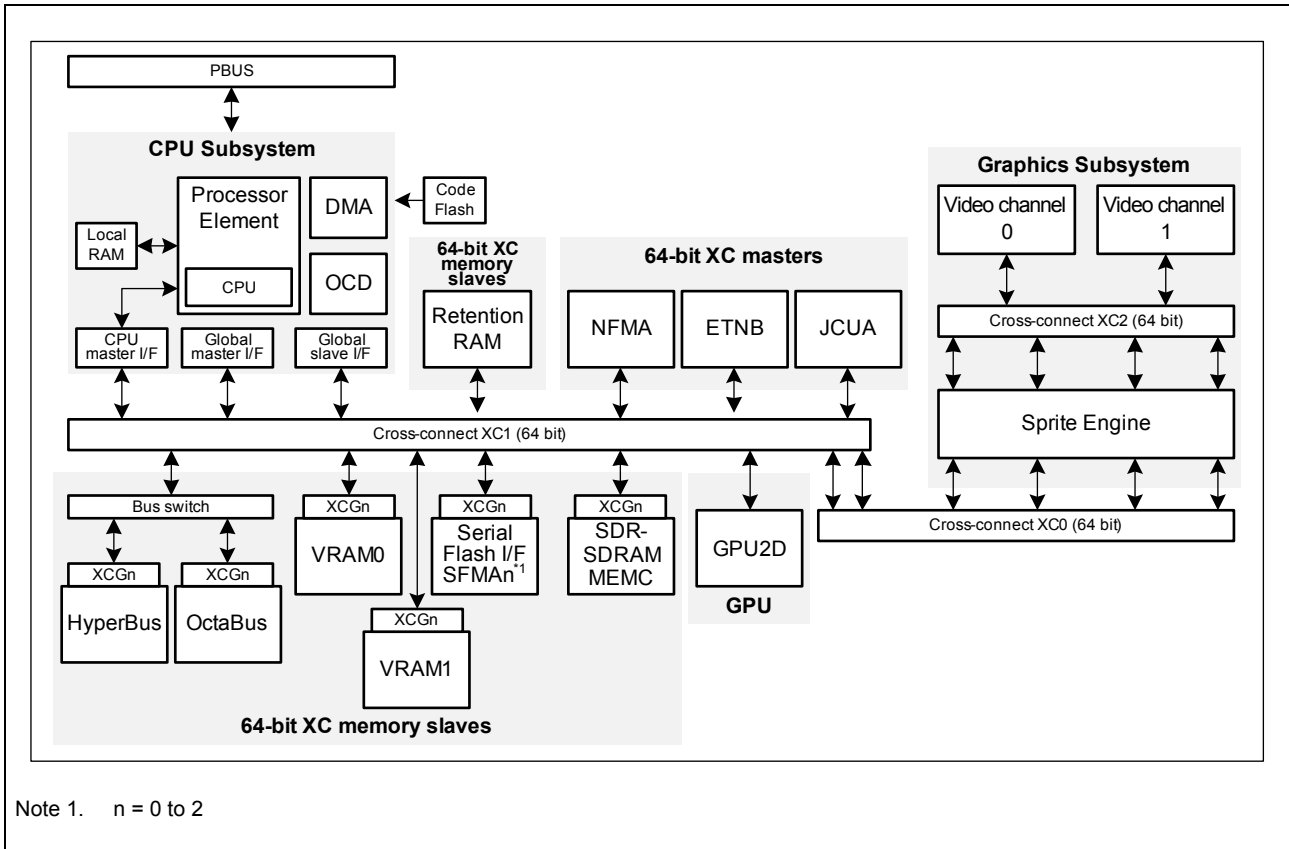 PBUS
CPU Subsystem
Processor
Element
CPU
DMA
OCD
Code
Flash
Local
RAM
CPU
master I/F
Global
master I/F
Global
slave I/F
64-bit XC
memory
slaves
Retention
RAM
64-bit XC masters
NFMA
ETNB
JCUA
Graphics Subsystem
Video channel
0
Video channel
1
Cross-connect XC2 (64 bit)
Sprite Engine
Cross-connect XC1 (64 bit)
Cross-connect XC0 (64 bit)
Bus switch
XCGn
HyperBus
XCGn
OctaBus
XCGn
VRAM0
XCGn
VRAM1
XCGn
Serial
Flash I/F
SFMAn*1
XCGn
SDR-
SDRAM
MEMC
64-bit XC memory slaves
GPU2D
GPU
Note 1. n = 0 to 2